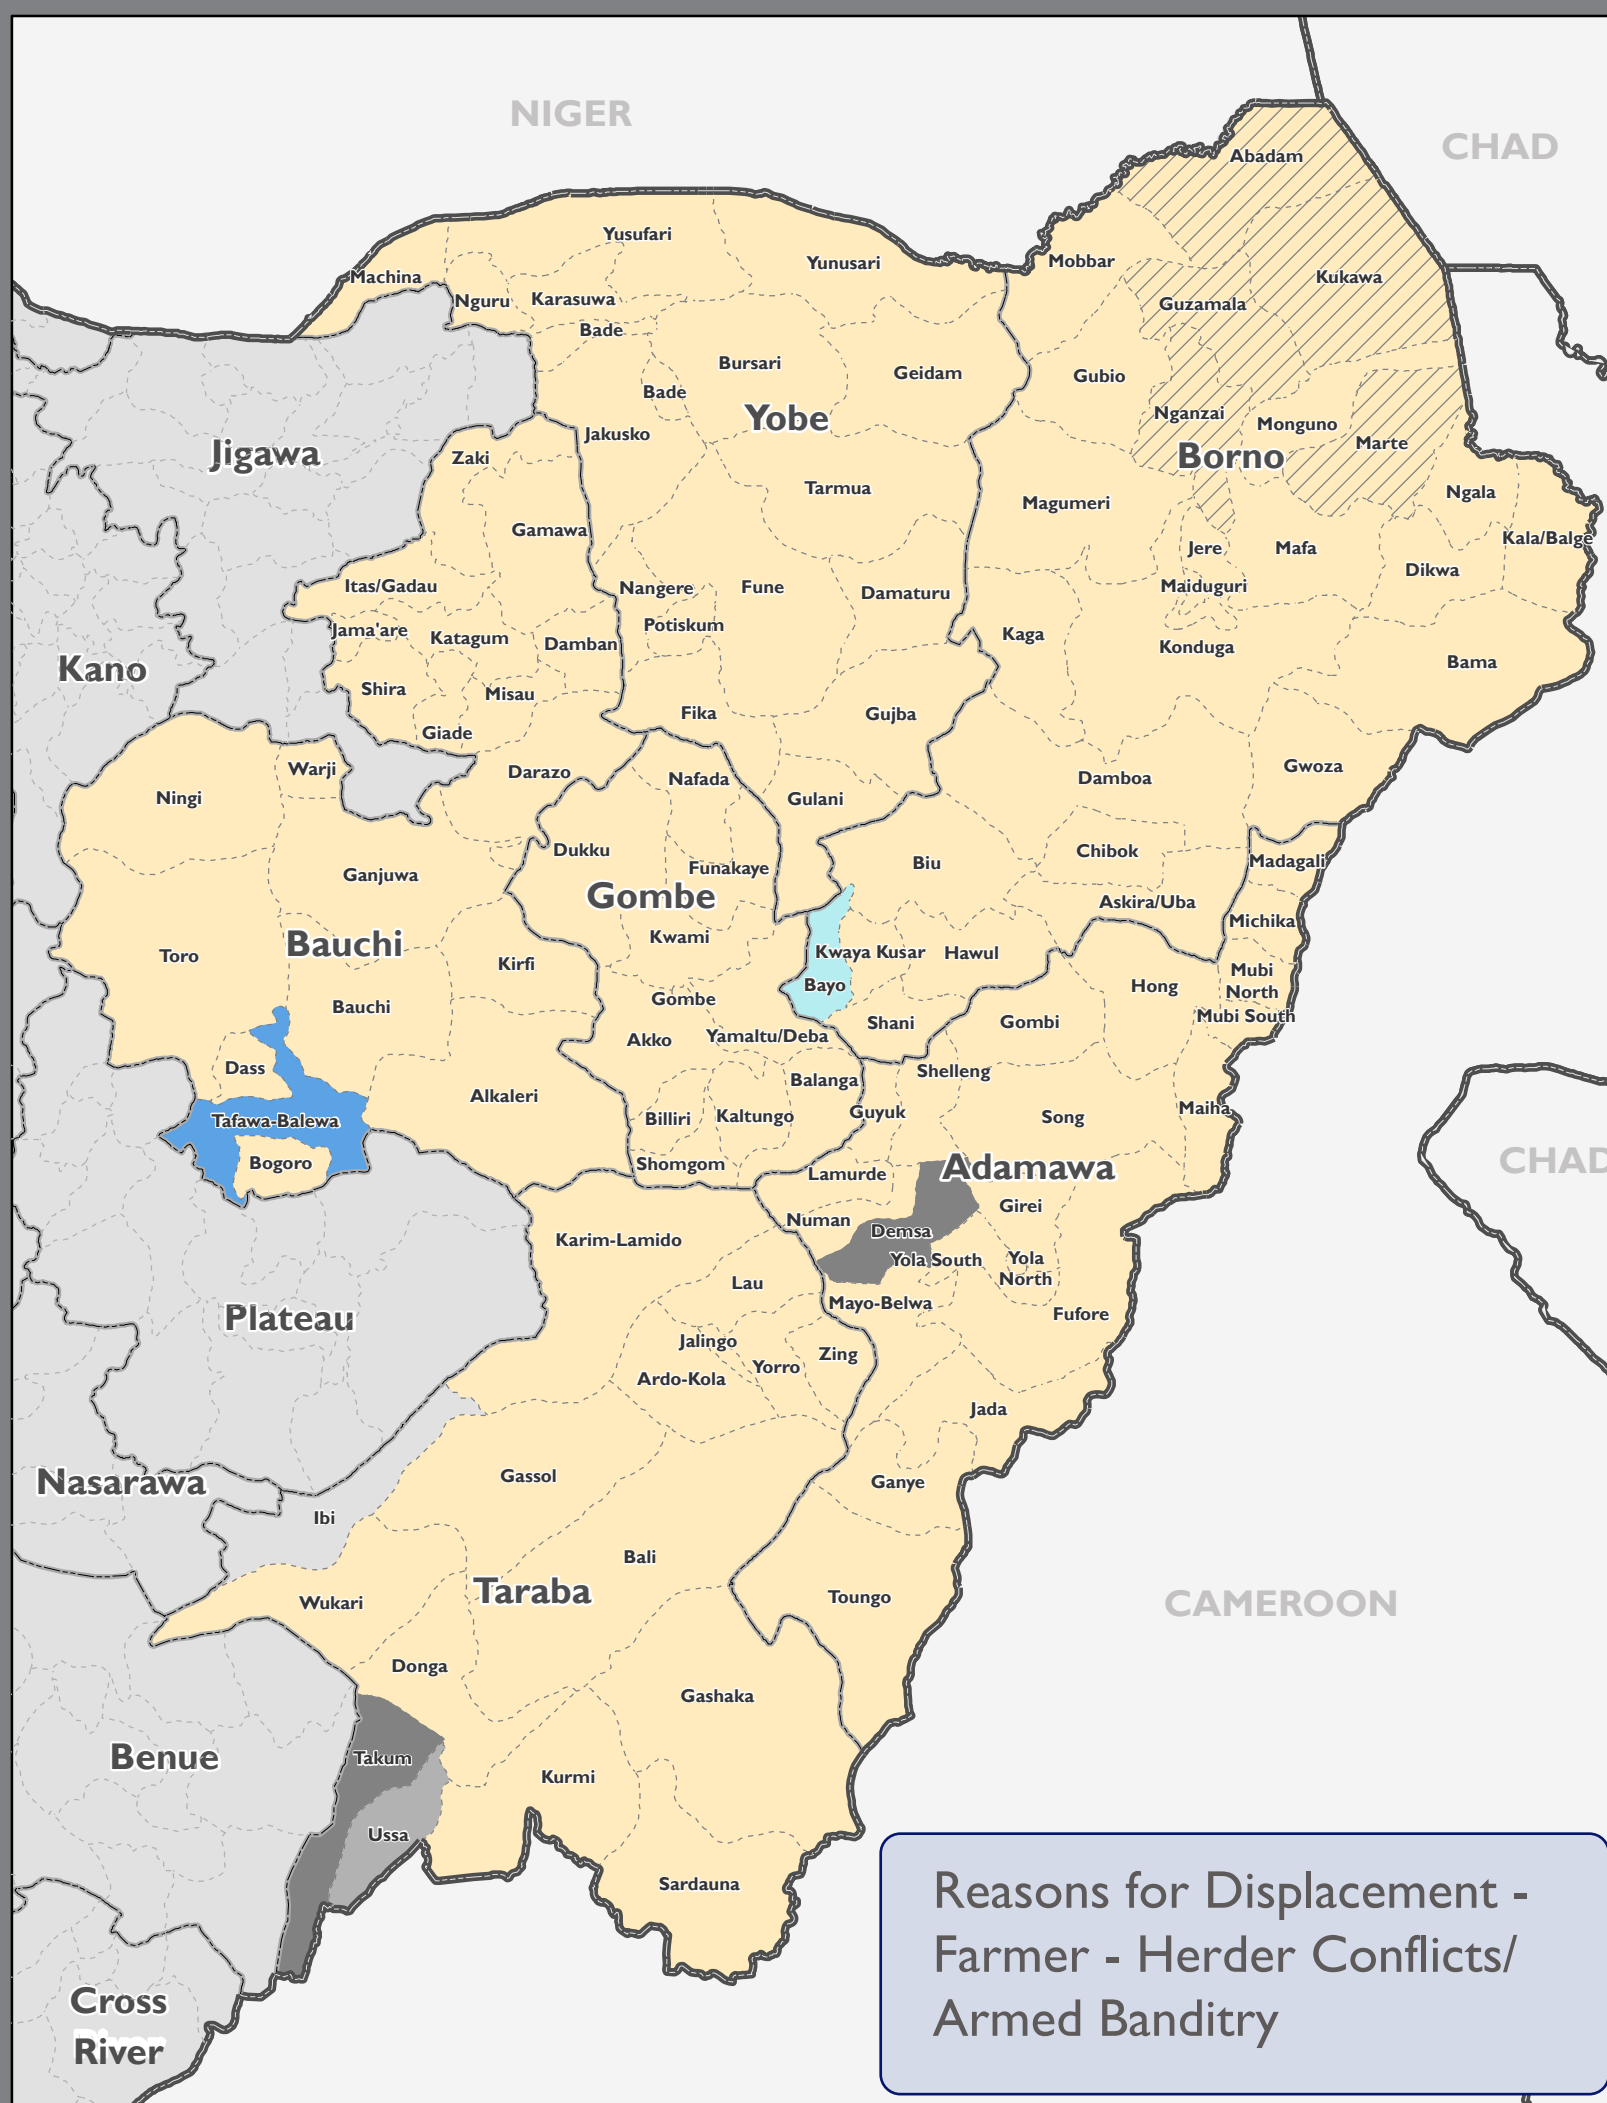 NIGER
CHAD
Abadam
Yusufari
Yunusari
Mobbar
Machina
Kukawa
Nguru
Karasuwa
Guzamala
Bade
Bursari
Geidam
Gubio
Bade
Yobe
Nganzai
Monguno
Jakusko
Marte
Jigawa
Zaki
Borno
Tarmua
Ngala
Magumeri
Gamawa
Kala/Balge
Jere
Mafa
Dikwa
Itas/Gadau
Nangere
Fune
Damaturu
Maiduguri
Jama'are
Katagum
Damban
Potiskum
Kaga
Konduga
Bama
Kano
Shira
Misau
Fika
Gujba
Giade
Warji
Darazo
Nafada
Damboa
Gwoza
Ningi
Gulani
Dukku
Funakaye
Biu
Chibok
Madagali
Ganjuwa
Gombe
Askira/Uba
Michika
Bauchi
Kwami
Toro
Kirfi
Kwaya Kusar
Hawul
Mubi
North
Bayo
Hong
Bauchi
Gombe
Shani
Gombi
Mubi South
Akko
Yamaltu/Deba
Dass
Balanga
Shelleng
Alkaleri
Billiri
Kaltungo
Guyuk
Song
Maiha
Tafawa-Balewa
Bogoro
Shomgom
Lamurde
Adamawa
CHAD
Numan
Demsa
Girei
Karim-Lamido
Yola South
Yola
North
Lau
Mayo-Belwa
Fufore
Plateau
Jalingo
Yorro
Zing
Ardo-Kola
Jada
Nasarawa
Gassol
Ganye
Ibi
Bali
Taraba
Wukari
Toungo
CAMEROON
Donga
Gashaka
Benue
Takum
Kurmi
Ussa
Sardauna
Cross
River
Reasons for Displacement -
Farmer - Herder Conflicts/
Armed Banditry